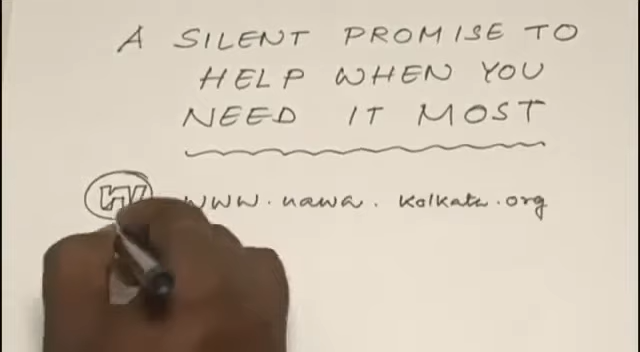 A SILENT PROMISE TO
HELP WHEN YOU
NEED IT MOST
www.nawa.kolkata.org